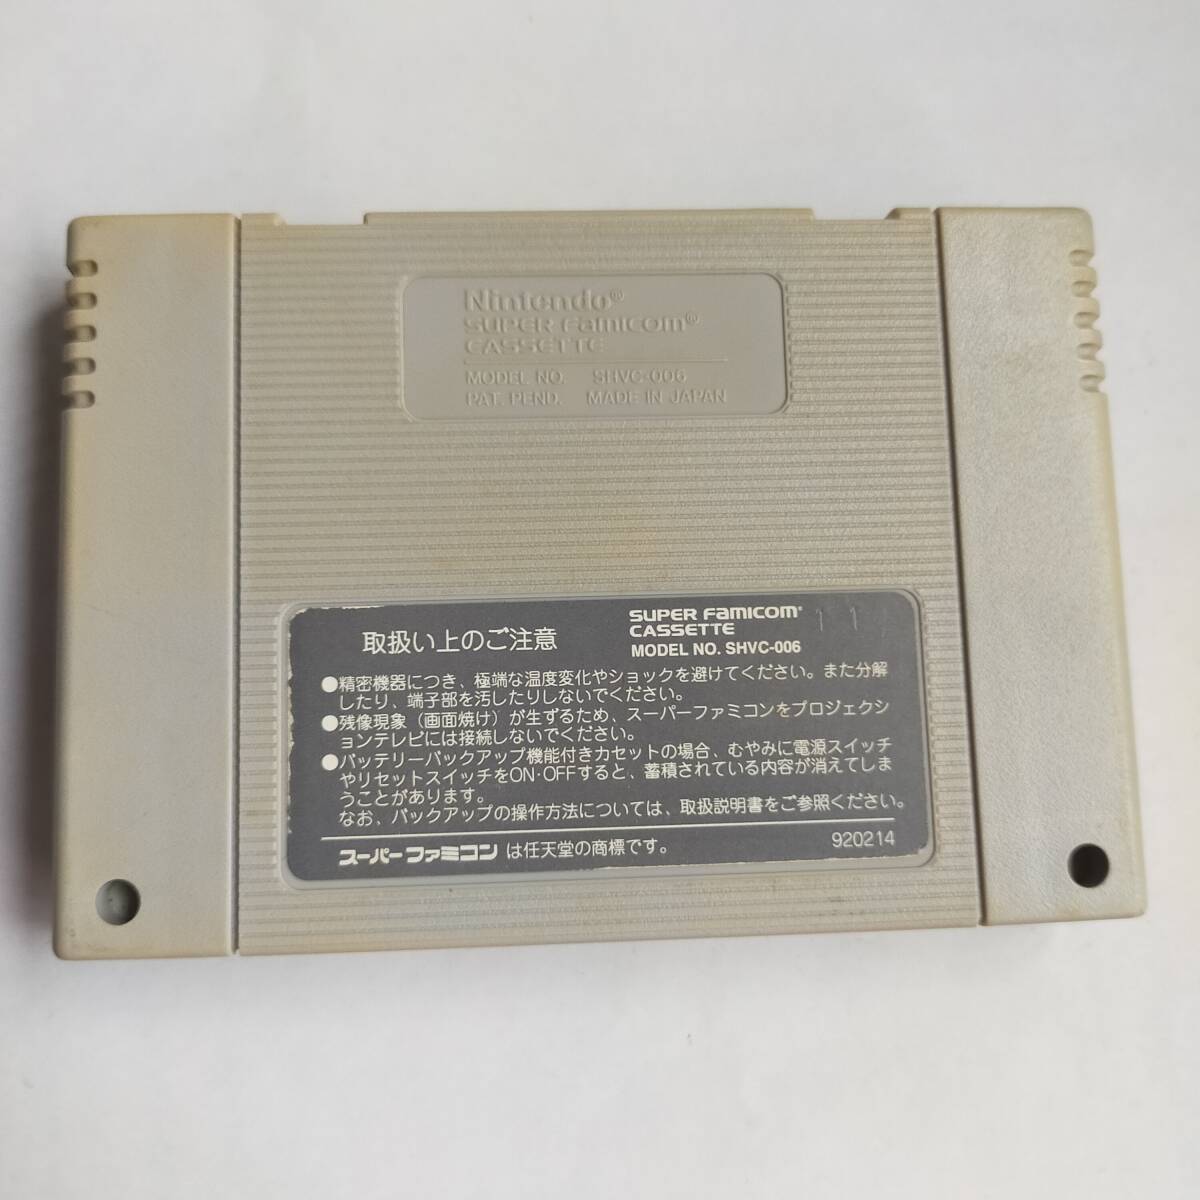 Nintendo®
SUPER FAMICOM®
CASSETTE
MODEL NO. SHVC-006
PAT. PEND. MADE IN JAPAN
取扱い上のご注意
SUPER FAMICOM®
CASSETTE
MODEL NO. SHVC-006
11
●精密機器につき、極端な温度変化やショックを避けてください。また分解
したり、端子部を汚したりしないでください。
●残像現象（画面焼け）が生ずるため、スーパーファミコンをプロジェクシ
ョンテレビには接続しないでください。
●バッテリーバックアップ機能付きカセットの場合、むやみに電源スイッチ
やリセットスイッチをON･OFFすると、蓄積されている内容が消えてしま
うことがあります。
なお、バックアップの操作方法については、取扱説明書をご参照ください。
スーパーファミコン は任天堂の商標です。
920214